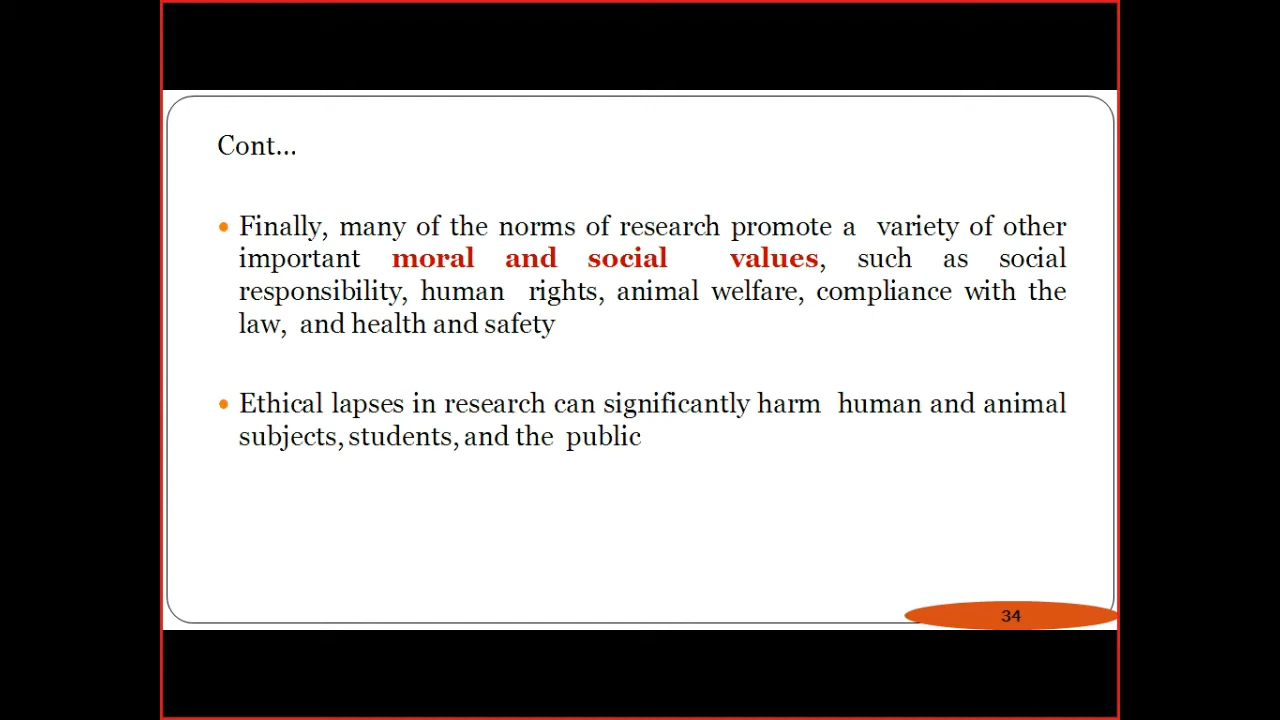 Cont...
Finally, many of the norms of research promote a variety of other
important moral and social values, such as social
responsibility, human rights, animal welfare, compliance with the
law, and health and safety
Ethical lapses in research can significantly harm human and animal
subjects, students, and the public
34